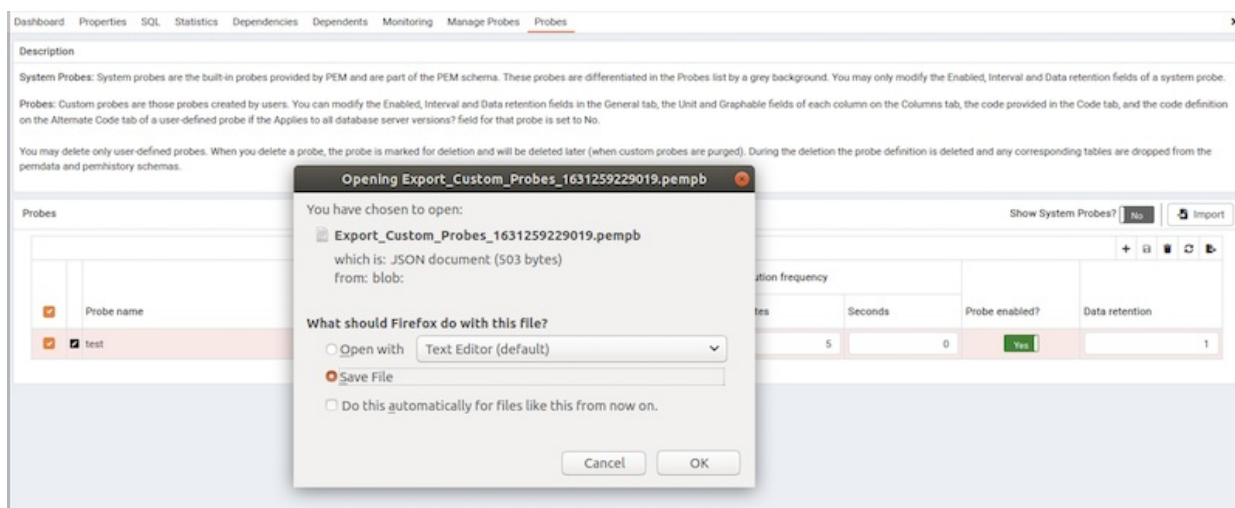 Dashboard Properties SQL Statistics Dependencies Dependents Monitoring Manage Probes Probes
Description
System Probes: System probes are the built-in probes provided by PEM and are part of the PEM schema. These probes are differentiated in the Probes list by a grey background. You may only modify the Enabled, Interval and Data retention fields of a system probe.
Probes: Custom probes are those probes created by users. You can modify the Enabled, Interval and Data retention fields in the General tab, the Unit and Graphable fields of each column on the Columns tab, the code provided in the Code tab, and the code definition
on the Alternate Code tab of a user-defined probe if the Applies to all database server versions? field for that probe is set to No.
You may delete only user-defined probes. When you delete a probe, the probe is marked for deletion and will be deleted later (when custom probes are purged). During the deletion the probe definition is deleted and any corresponding tables are dropped from the
pemdata and pemhistory schemas.
Opening Export_Custom_Probes_1631259229019.pempb
You have chosen to open:
Export_Custom_Probes_1631259229019.pempb
which is: JSON document (503 bytes)
from: blob:
What should Firefox do with this file?
Open with Text Editor (default)
Save File
Do this automatically for files like this from now on.
Cancel OK
Probes
Show System Probes? No Import
ution frequency
Probe name tes Seconds Probe enabled? Data retention
test 5 0 Yes 1